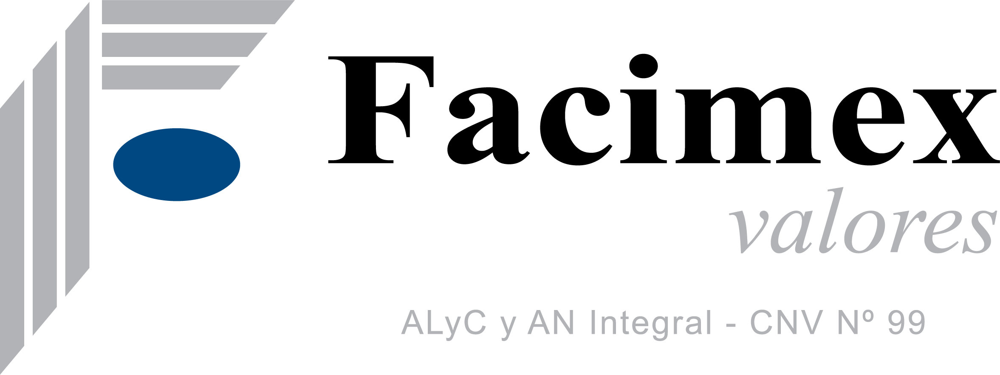 Facimex
valores
ALyC y AN Integral - CNV Nº 99